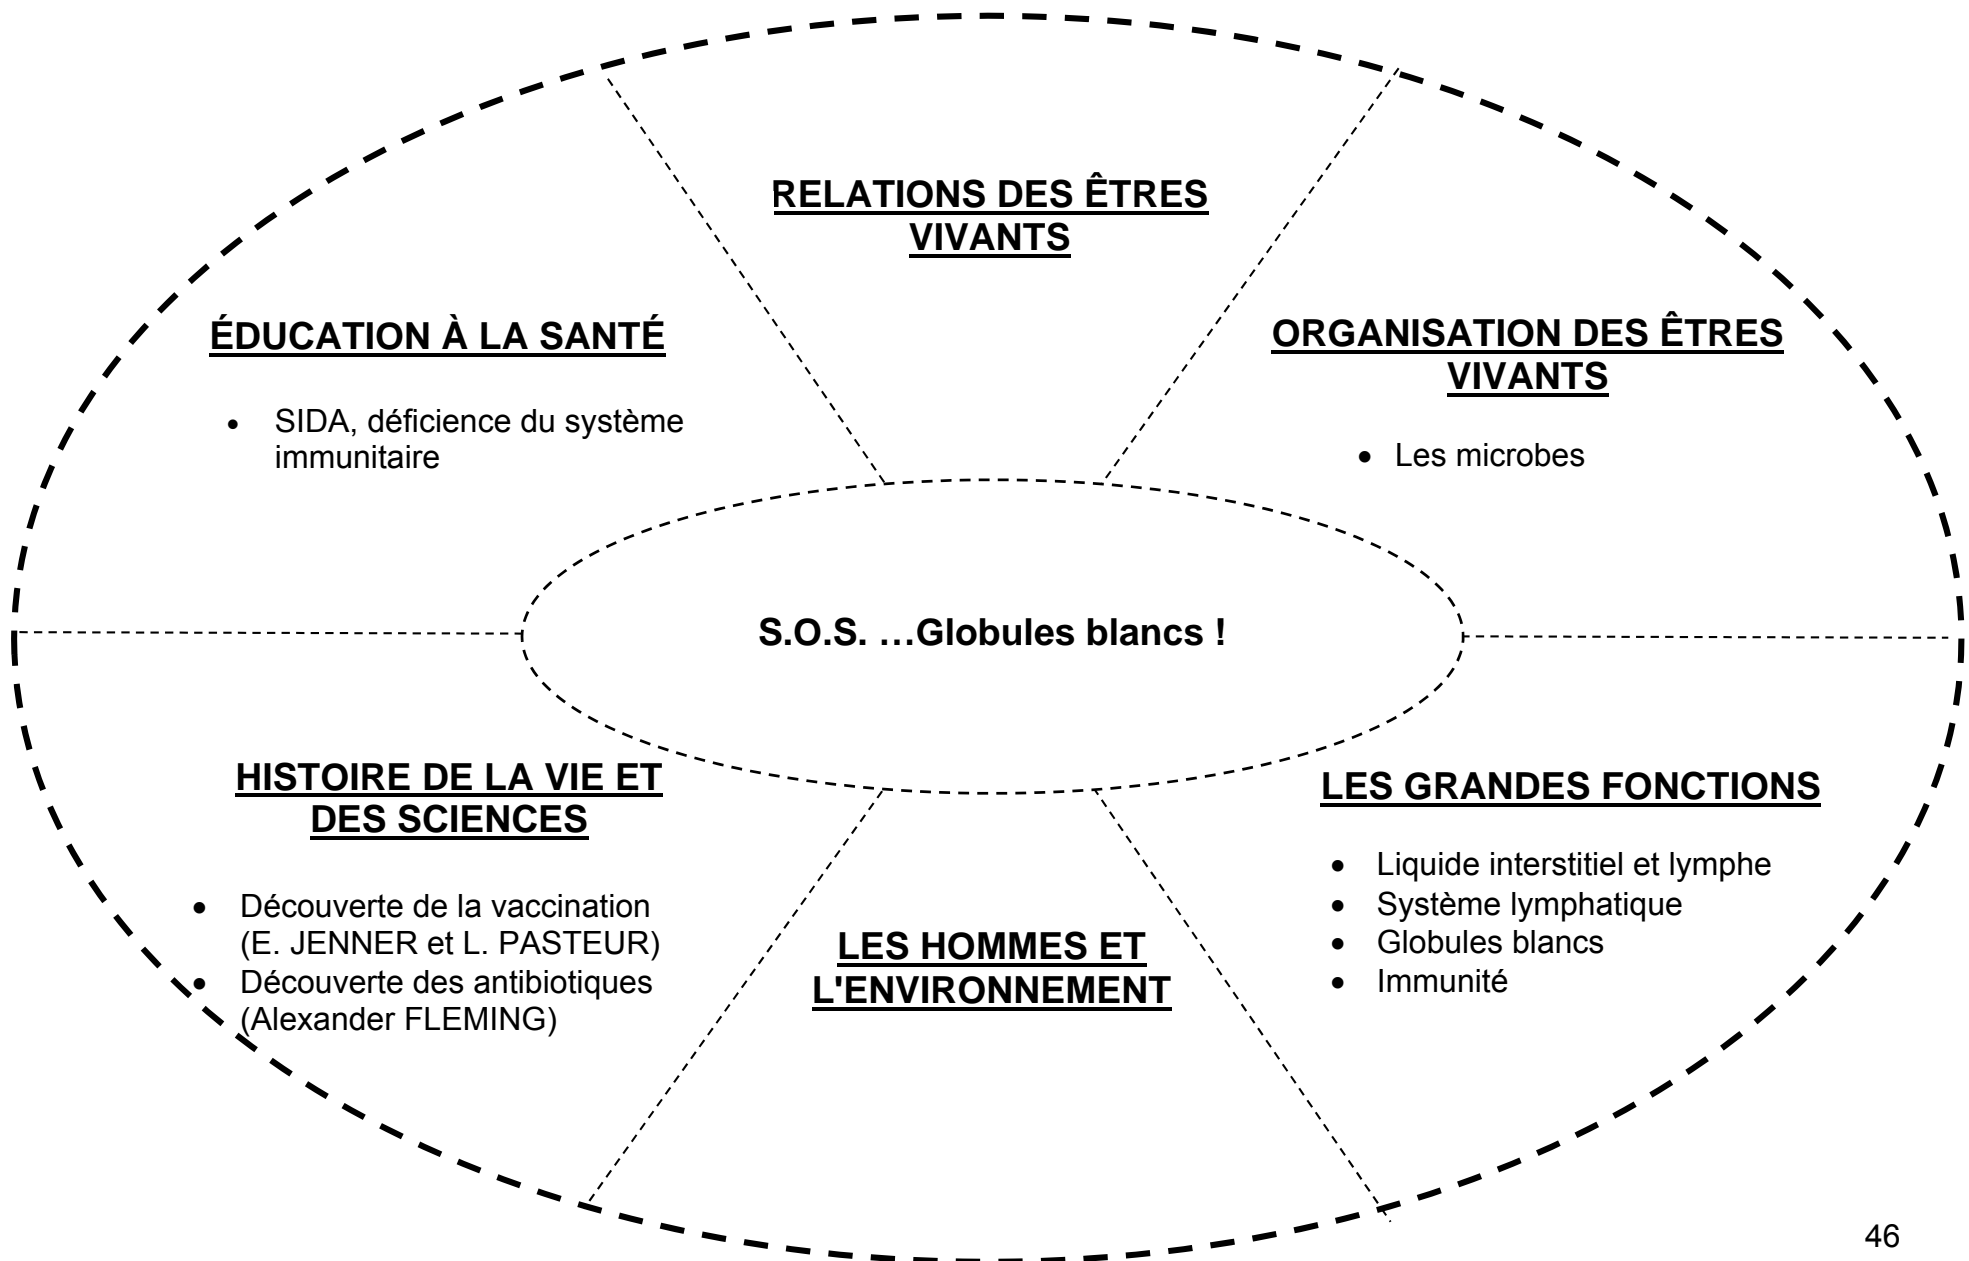 RELATIONS DES ÊTRES
VIVANTS
ÉDUCATION À LA SANTÉ
• SIDA, déficience du système
immunitaire
ORGANISATION DES ÊTRES
VIVANTS
• Les microbes
S.O.S. …Globules blancs !
HISTOIRE DE LA VIE ET
DES SCIENCES
• Découverte de la vaccination
(E. JENNER et L. PASTEUR)
• Découverte des antibiotiques
(Alexander FLEMING)
LES HOMMES ET
L'ENVIRONNEMENT
LES GRANDES FONCTIONS
• Liquide interstitiel et lymphe
• Système lymphatique
• Globules blancs
• Immunité
46